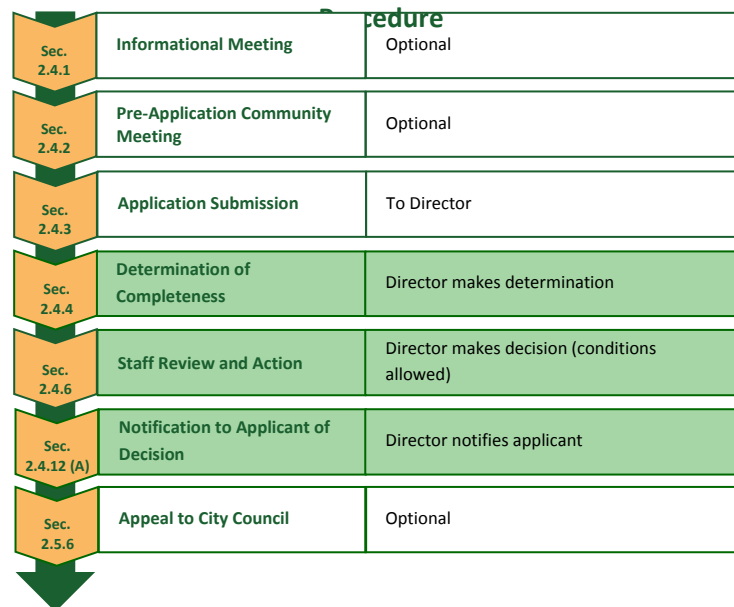 Procedure
Sec.
2.4.1
Informational Meeting
Optional
Sec.
2.4.2
Pre-Application Community
Meeting
Optional
Sec.
2.4.3
Application Submission
To Director
Sec.
2.4.4
Determination of
Completeness
Director makes determination
Sec.
2.4.6
Staff Review and Action
Director makes decision (conditions
allowed)
Sec.
2.4.12 (A)
Notification to Applicant of
Decision
Director notifies applicant
Sec.
2.5.6
Appeal to City Council
Optional